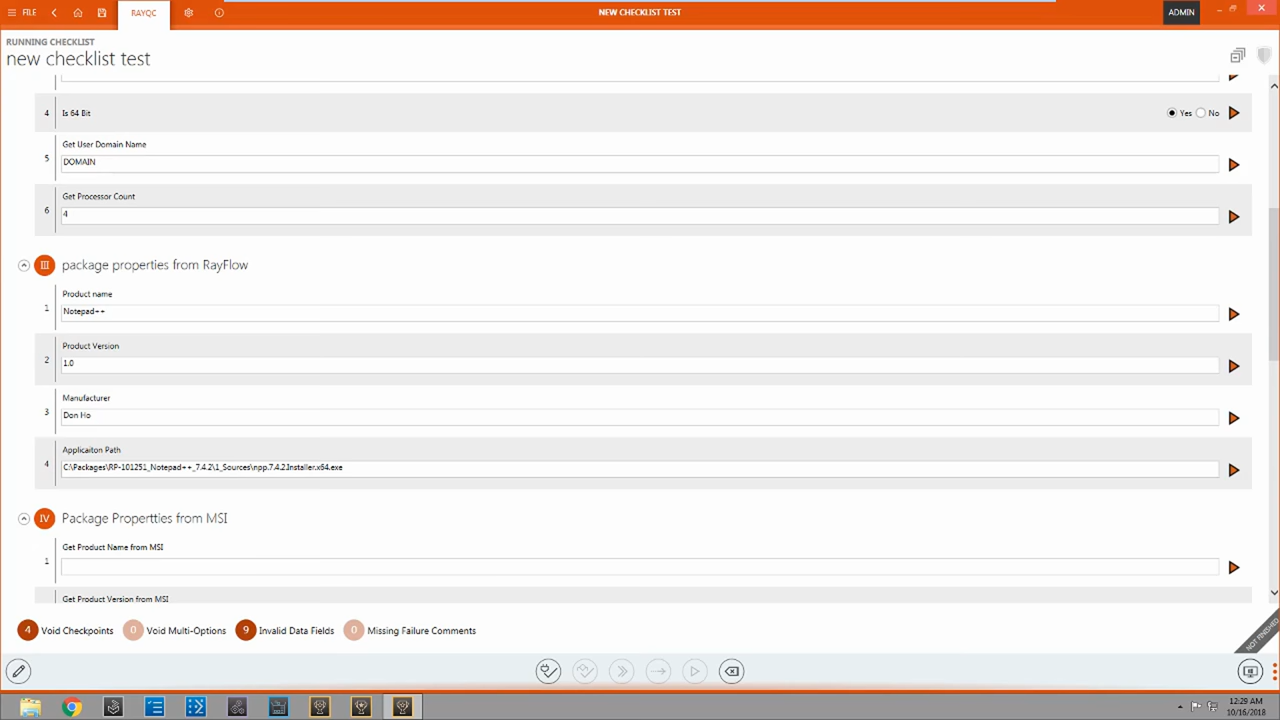 FILE
RAYQC
NEW CHECKLIST TEST
ADMIN
RUNNING CHECKLIST
new checklist test
4
Is 64 Bit
Yes
No
Get User Domain Name
5
DOMAIN
Get Processor Count
6
4
III
package properties from RayFlow
Product name
1
Notepad++
Product Version
2
1.0
Manufacturer
3
Don Ho
Applicaiton Path
4
C:\Packages\RP-101251_Notepad++_7.4.2\1_Sources\npp.7.4.2.Installer.x64.exe
IV
Package Propertties from MSI
Get Product Name from MSI
1
Get Product Version from MSI
4 Void Checkpoints
0 Void Multi-Options
9 Invalid Data Fields
0 Missing Failure Comments
NOT FINISHED
12:29 AM
10/16/2018